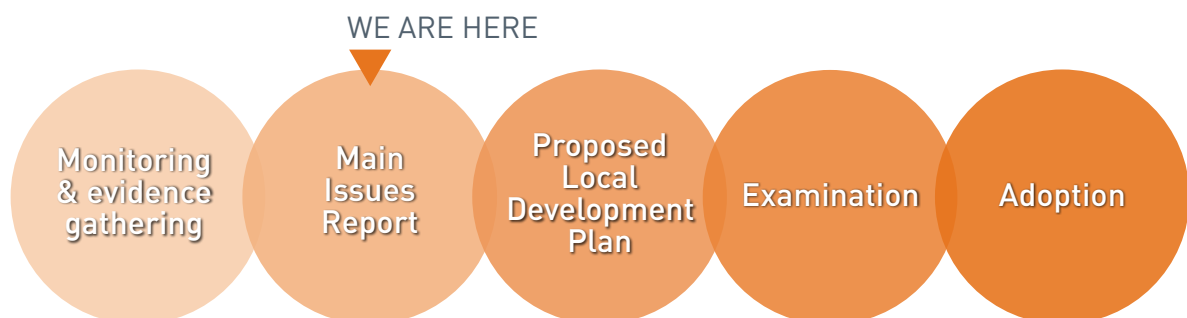 WE ARE HERE
Monitoring
& evidence
gathering
Main
Issues
Report
Proposed
Local
Development
Plan
Examination
Adoption